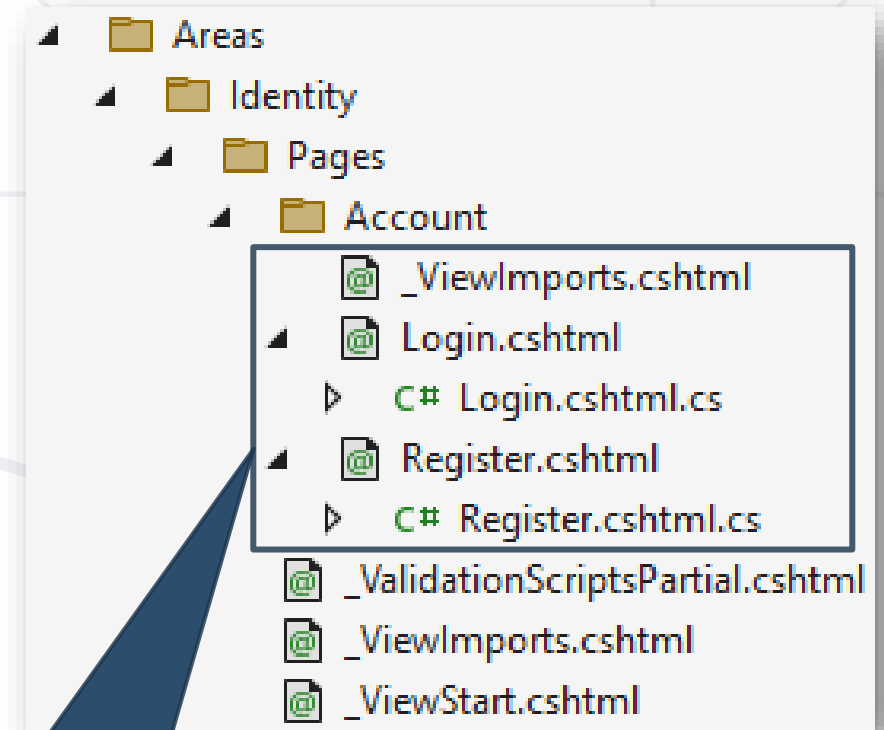 Areas
Identity
Pages
Account
_ViewImports.cshtml
Login.cshtml
C# Login.cshtml.cs
Register.cshtml
C# Register.cshtml.cs
_ValidationScriptsPartial.cshtml
_ViewImports.cshtml
_ViewStart.cshtml